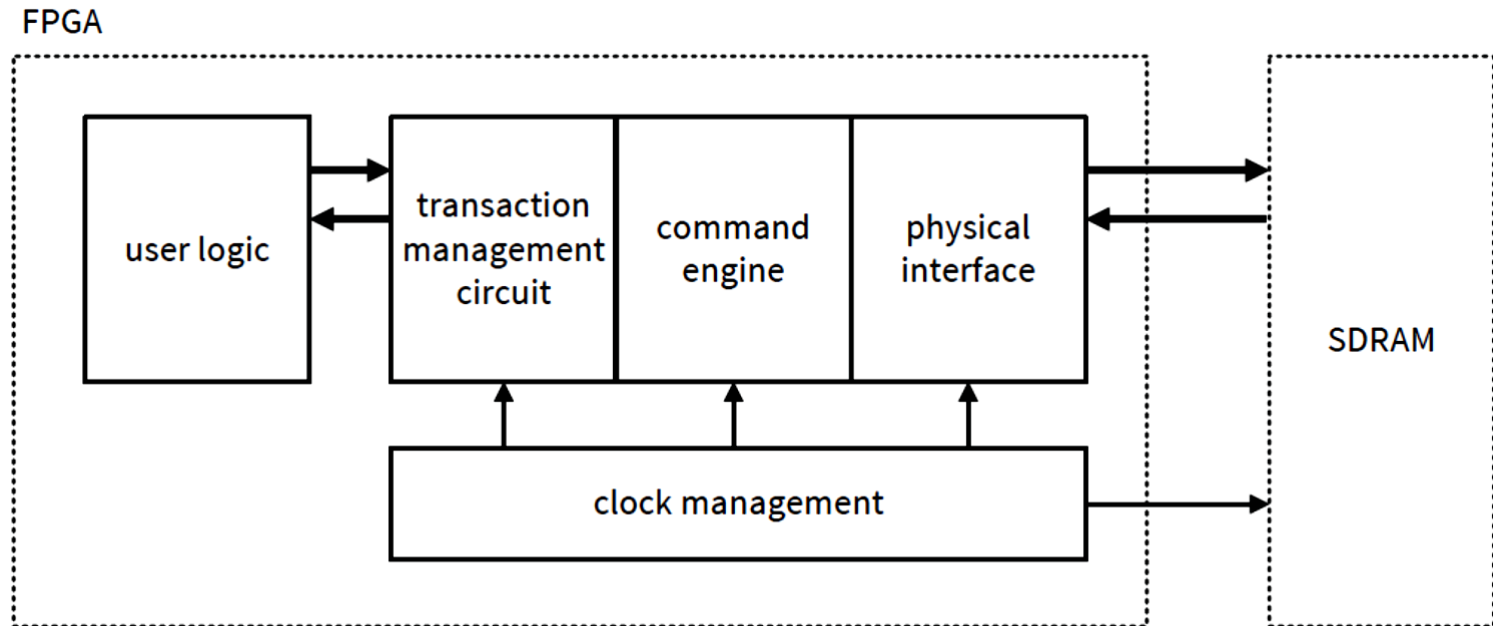 FPGA
user logic
transaction
management
circuit
command
engine
physical
interface
SDRAM
clock management